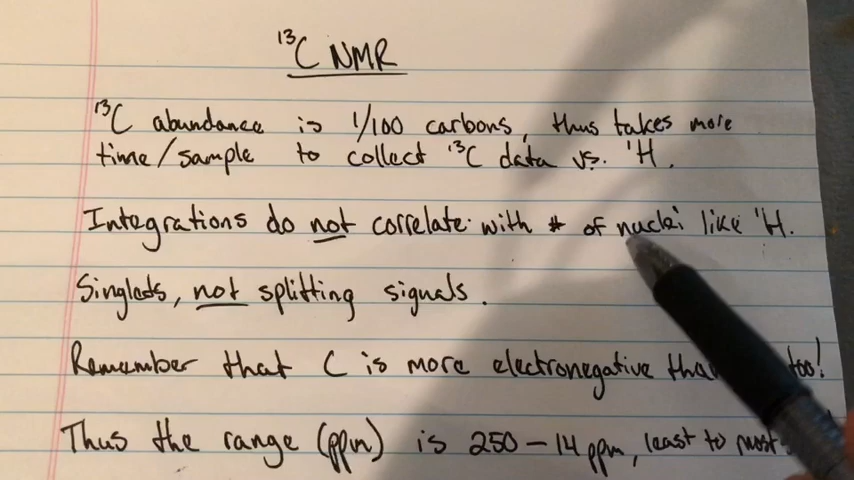 ¹³C NMR
¹³C abundance is 1/100 carbons, thus takes more
time/sample to collect ¹³C data vs. ¹H.
Integrations do not correlate with # of nuclei like ¹H.
Singlets, not splitting signals.
Remember that C is more electronegative too!
Thus the range (ppm) is 250 – 14 ppm, least to most